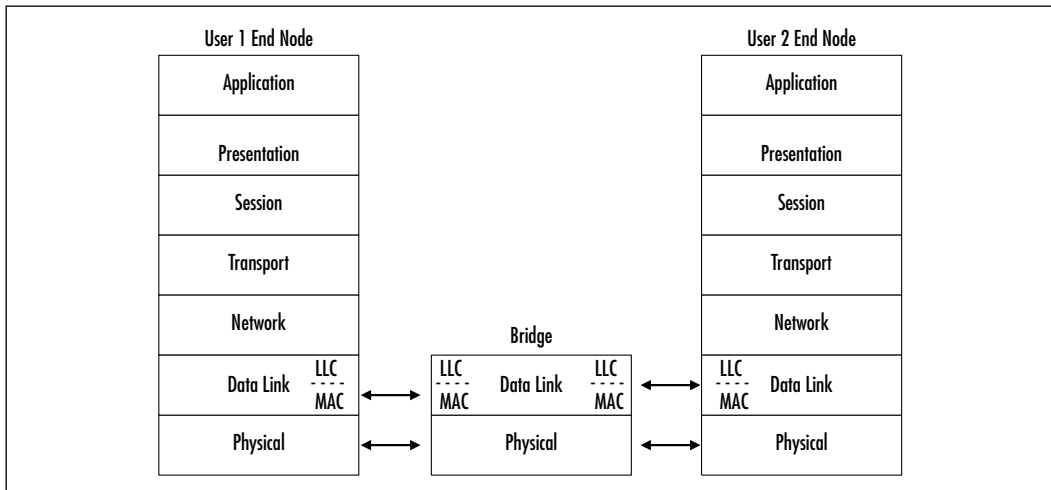 User 1 End Node
Application
Presentation
Session
Transport
Network
Data Link
LLC
MAC
Physical
Bridge
LLC
MAC
Data Link
LLC
MAC
Physical
User 2 End Node
Application
Presentation
Session
Transport
Network
LLC
MAC
Data Link
Physical